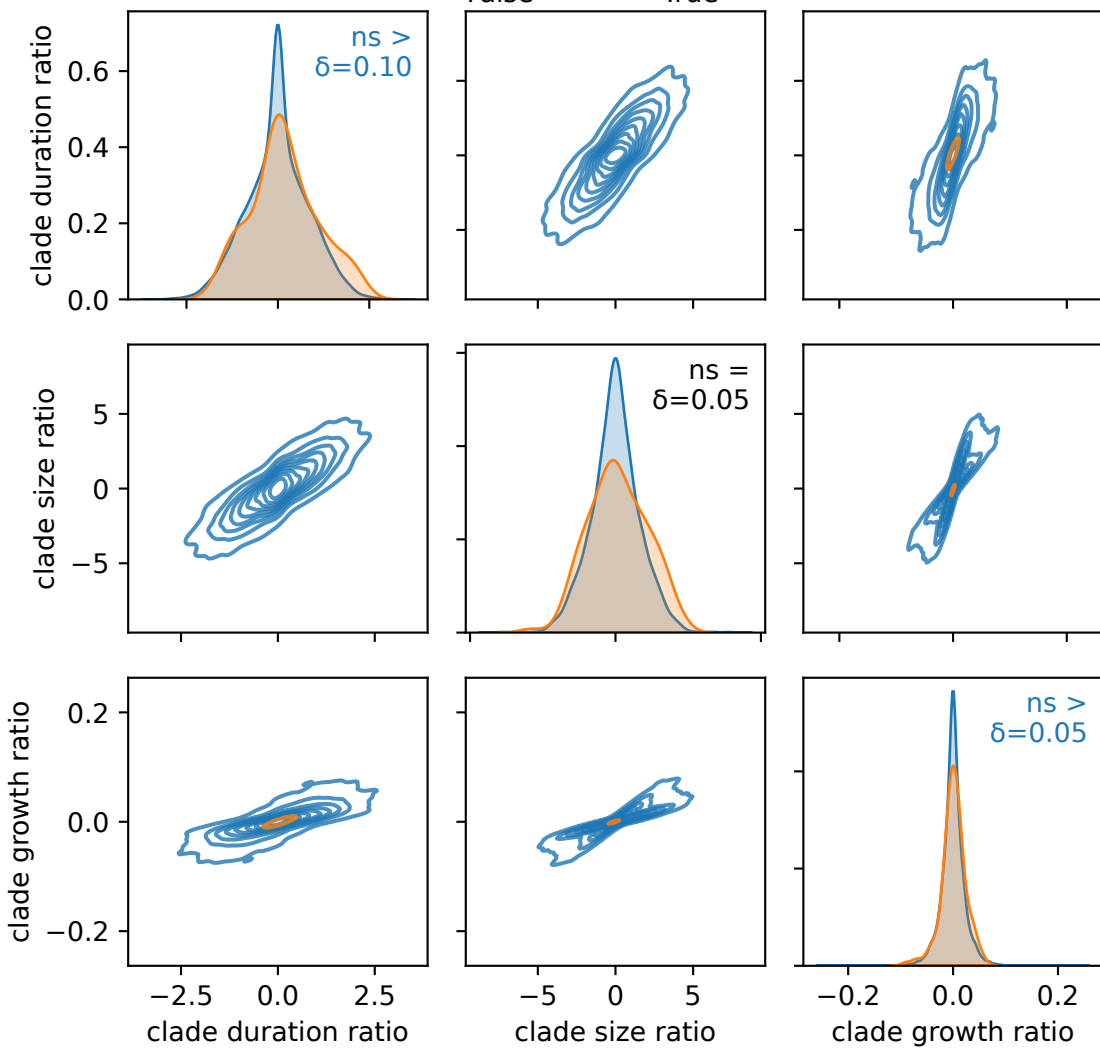 True
clade duration ratio
0.6
0.4
0.2
0.0
ns >
δ=0.10
clade size ratio
5
0
−5
ns =
δ=0.05
clade growth ratio
0.2
0.0
−0.2
ns >
δ=0.05
−2.5 0.0 2.5
−5 0 5
−0.2 0.0 0.2
clade duration ratio
clade size ratio
clade growth ratio